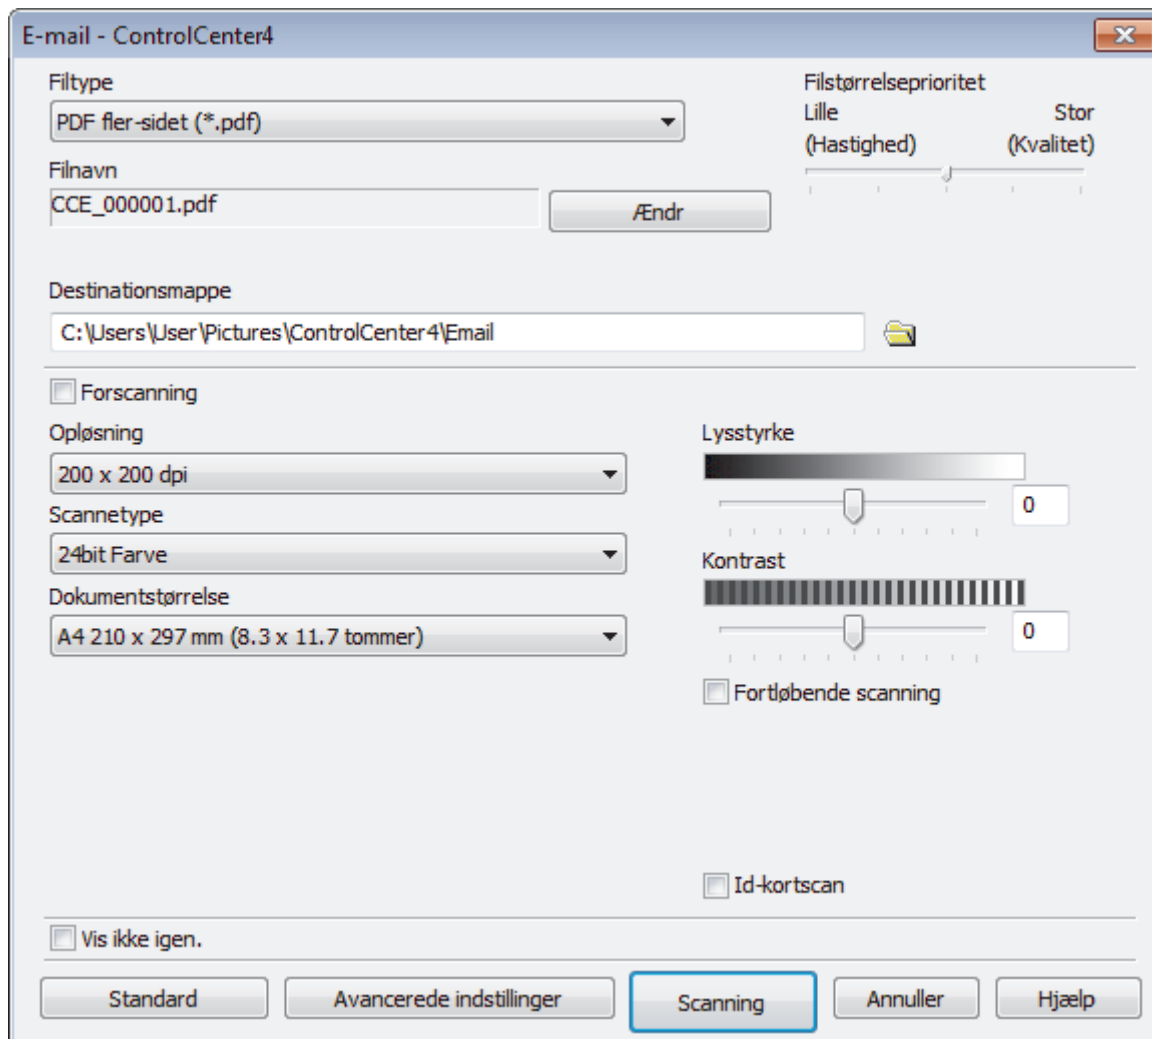 E-mail - ControlCenter4
Filtype
PDF fler-sidet (*.pdf)
Filstørrelseprioritet
Lille Stor
(Hastighed) (Kvalitet)
Filnavn
CCE_000001.pdf
Ændr
Destinationsmappe
C:\Users\User\Pictures\ControlCenter4\Email
Forscanning
Opløsning
200 x 200 dpi
Scannetype
24bit Farve
Dokumentstørrelse
A4 210 x 297 mm (8.3 x 11.7 tommer)
Lysstyrke
0
Kontrast
0
Fortløbende scanning
Id-kortscan
Vis ikke igen.
Standard Avancerede indstillinger Scanning Annuller Hjælp